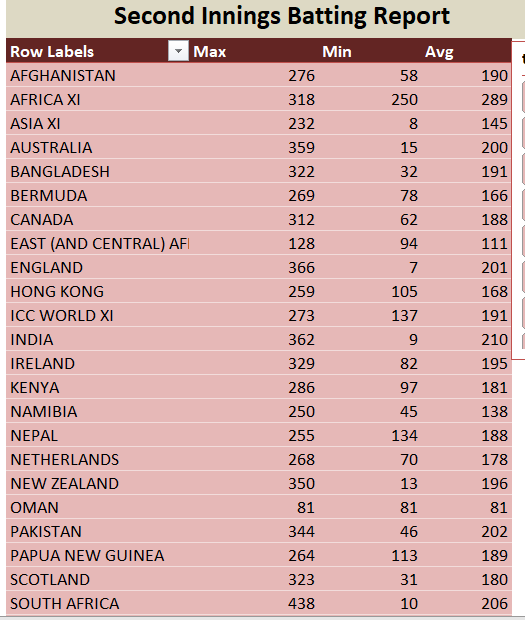 Second Innings Batting Report
Row Labels Max Min Avg
AFGHANISTAN 276 58 190
AFRICA XI 318 250 289
ASIA XI 232 8 145
AUSTRALIA 359 15 200
BANGLADESH 322 32 191
BERMUDA 269 78 166
CANADA 312 62 188
EAST (AND CENTRAL) AFI 128 94 111
ENGLAND 366 7 201
HONG KONG 259 105 168
ICC WORLD XI 273 137 191
INDIA 362 9 210
IRELAND 329 82 195
KENYA 286 97 181
NAMIBIA 250 45 138
NEPAL 255 134 188
NETHERLANDS 268 70 178
NEW ZEALAND 350 13 196
OMAN 81 81 81
PAKISTAN 344 46 202
PAPUA NEW GUINEA 264 113 189
SCOTLAND 323 31 180
SOUTH AFRICA 438 10 206